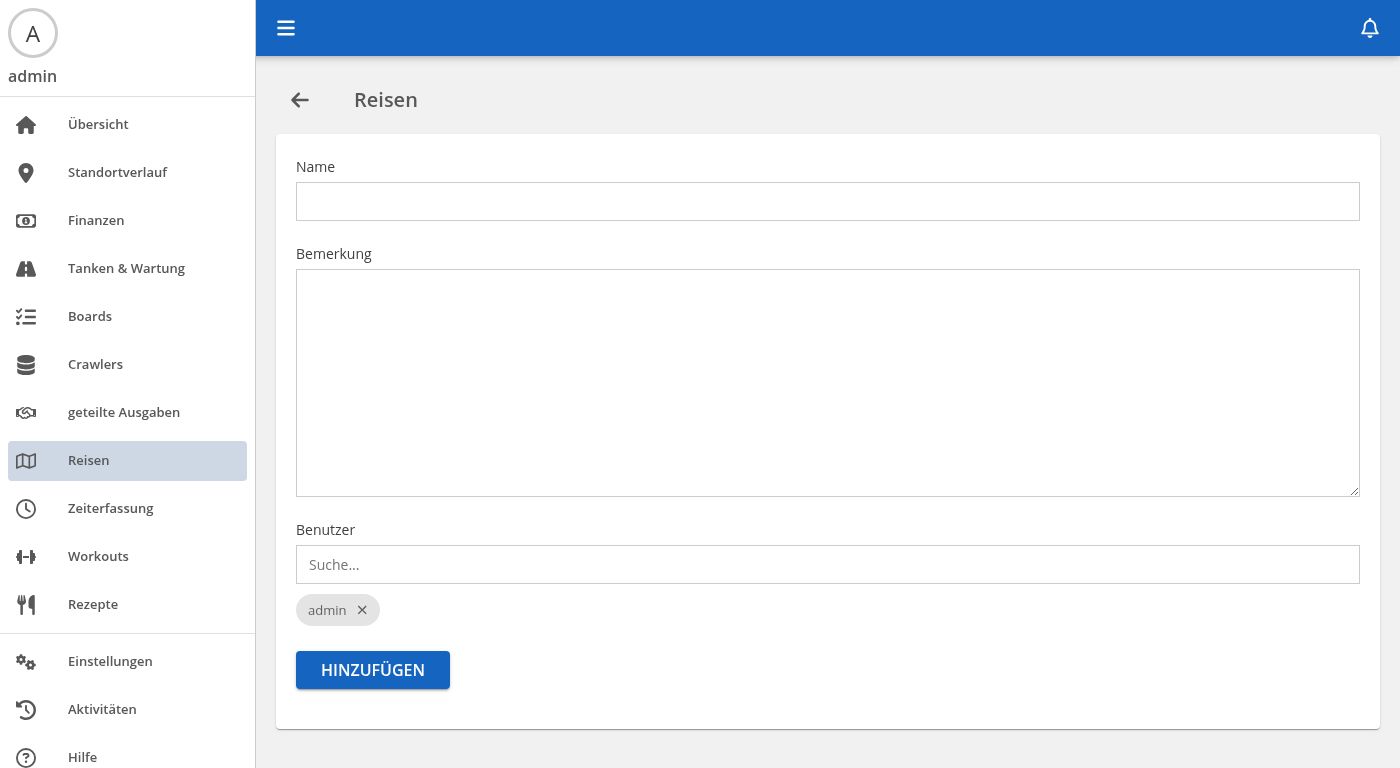 A
admin
Übersicht
Standortverlauf
Finanzen
Tanken & Wartung
Boards
Crawlers
geteilte Ausgaben
Reisen
Zeiterfassung
Workouts
Rezepte
Einstellungen
Aktivitäten
Hilfe
Reisen
Name
Bemerkung
Benutzer
Suche...
admin
HINZUFÜGEN